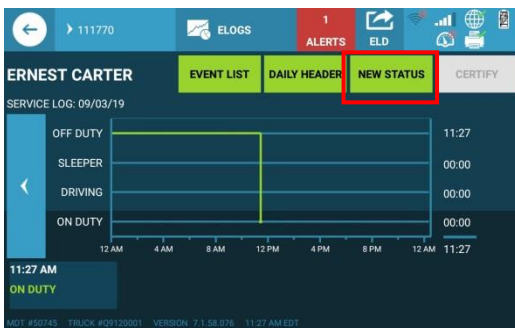 111770
ELOGS
1
ALERTS
ELD
ERNEST CARTER
EVENT LIST
DAILY HEADER
NEW STATUS
CERTIFY
SERVICE LOG: 09/03/19
OFF DUTY 11:27
SLEEPER 00:00
DRIVING 00:00
ON DUTY 00:00
12 AM 4 AM 8 AM 12 PM 4 PM 8 PM 12 AM 11:27
11:27 AM
ON DUTY
MDT #50745 TRUCK #Q9120001 VERSION 7.1.58.076 11:27 AM EDT